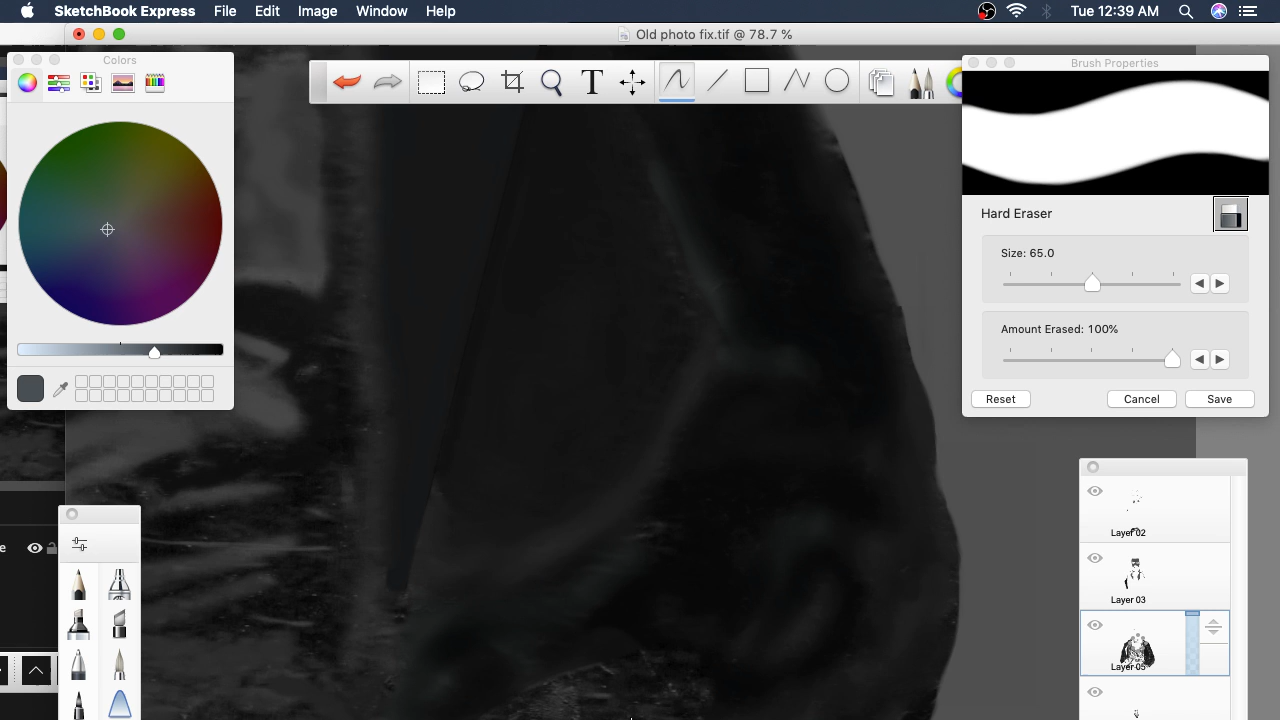 SketchBook Express File Edit Image Window Help Tue 12:39 AM
Old photo fix.tif @ 78.7 %
Colors
T
Brush Properties
Hard Eraser
Size: 65.0
Amount Erased: 100%
Reset Cancel Save
Layer 02
Layer 03
Layer 05
e